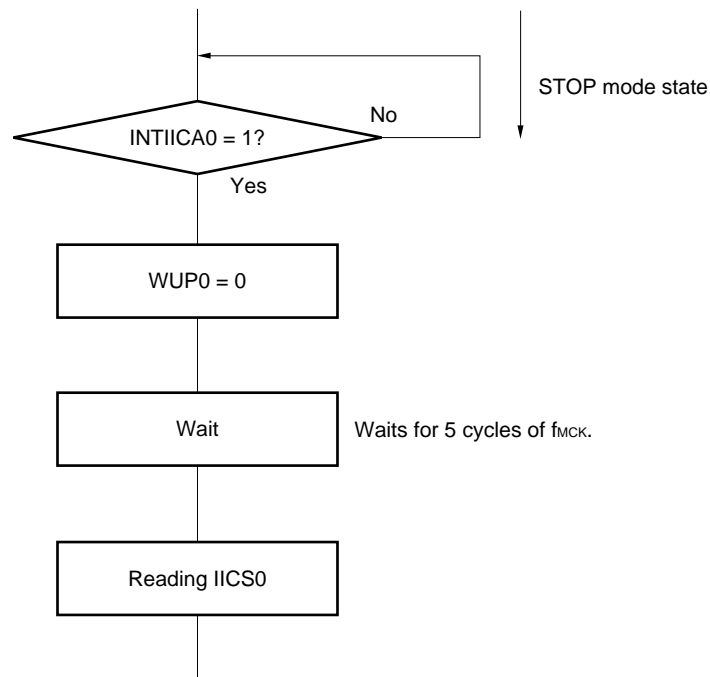 STOP mode state
No
INTIICA0 = 1?
Yes
WUP0 = 0
Wait
Waits for 5 cycles of fMCK.
Reading IICS0